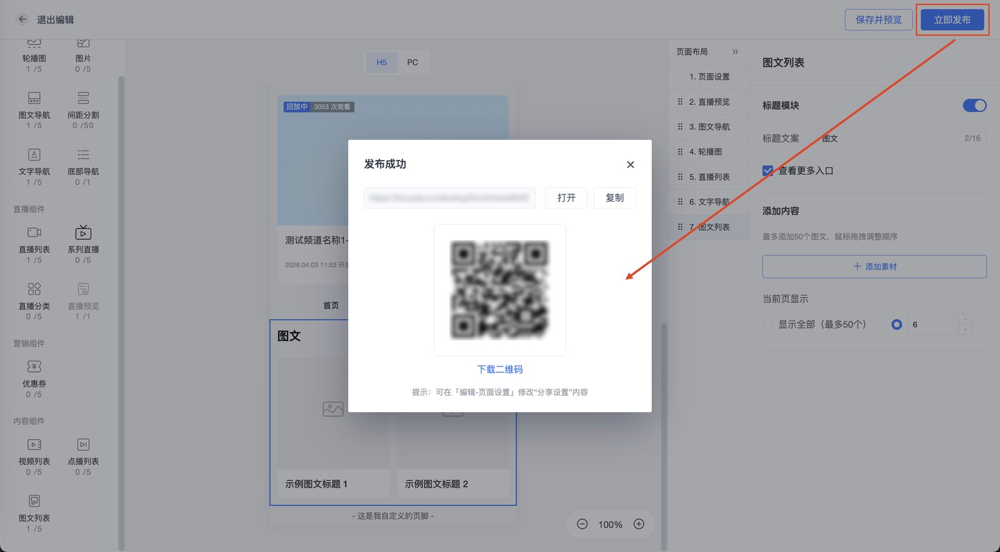 退出编辑
保存并预览
立即发布
轮播图
1 /5
图片
0 /5
图文导航
1 /5
间距分割
0 /50
文字导航
1 /5
底部导航
0 /1
直播组件
直播列表
1 /5
系列直播
0 /5
直播分类
0 /5
直播预览
1 /1
营销组件
优惠券
0 /5
内容组件
视频列表
0 /5
点播列表
0 /5
图文列表
1 /5
H5
PC
回放中 3053 次观看
测试频道名称1-
2026.04.03 11:53 开
首页
图文
示例图文标题 1
示例图文标题 2
- 这是我自定义的页脚 -
100%
发布成功
打开
复制
下载二维码
提示：可在「编辑-页面设置」修改“分享设置”内容
页面布局
1. 页面设置
2. 直播预览
3. 图文导航
4. 轮播图
5. 直播列表
6. 文字导航
7. 图文列表
图文列表
标题模块
标题文案
图文
2/16
查看更多入口
添加内容
最多添加50个图文，鼠标拖拽调整顺序
添加素材
当前页显示
显示全部（最多50个）
6